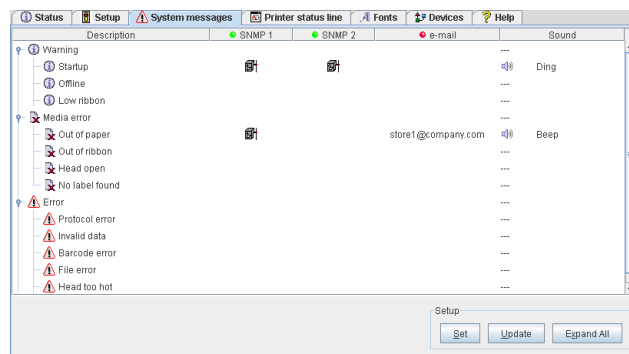 Status Setup System messages Printer status line Fonts Devices Help
Description SNMP 1 SNMP 2 e-mail Sound
Warning ---
Startup Ding
Offline ---
Low ribbon ---
Media error ---
Out of paper store1@company.com Beep
Out of ribbon ---
Head open ---
No label found ---
Error ---
Protocol error ---
Invalid data ---
Barcode error ---
File error ---
Head too hot ---
Setup
Set Update Expand All